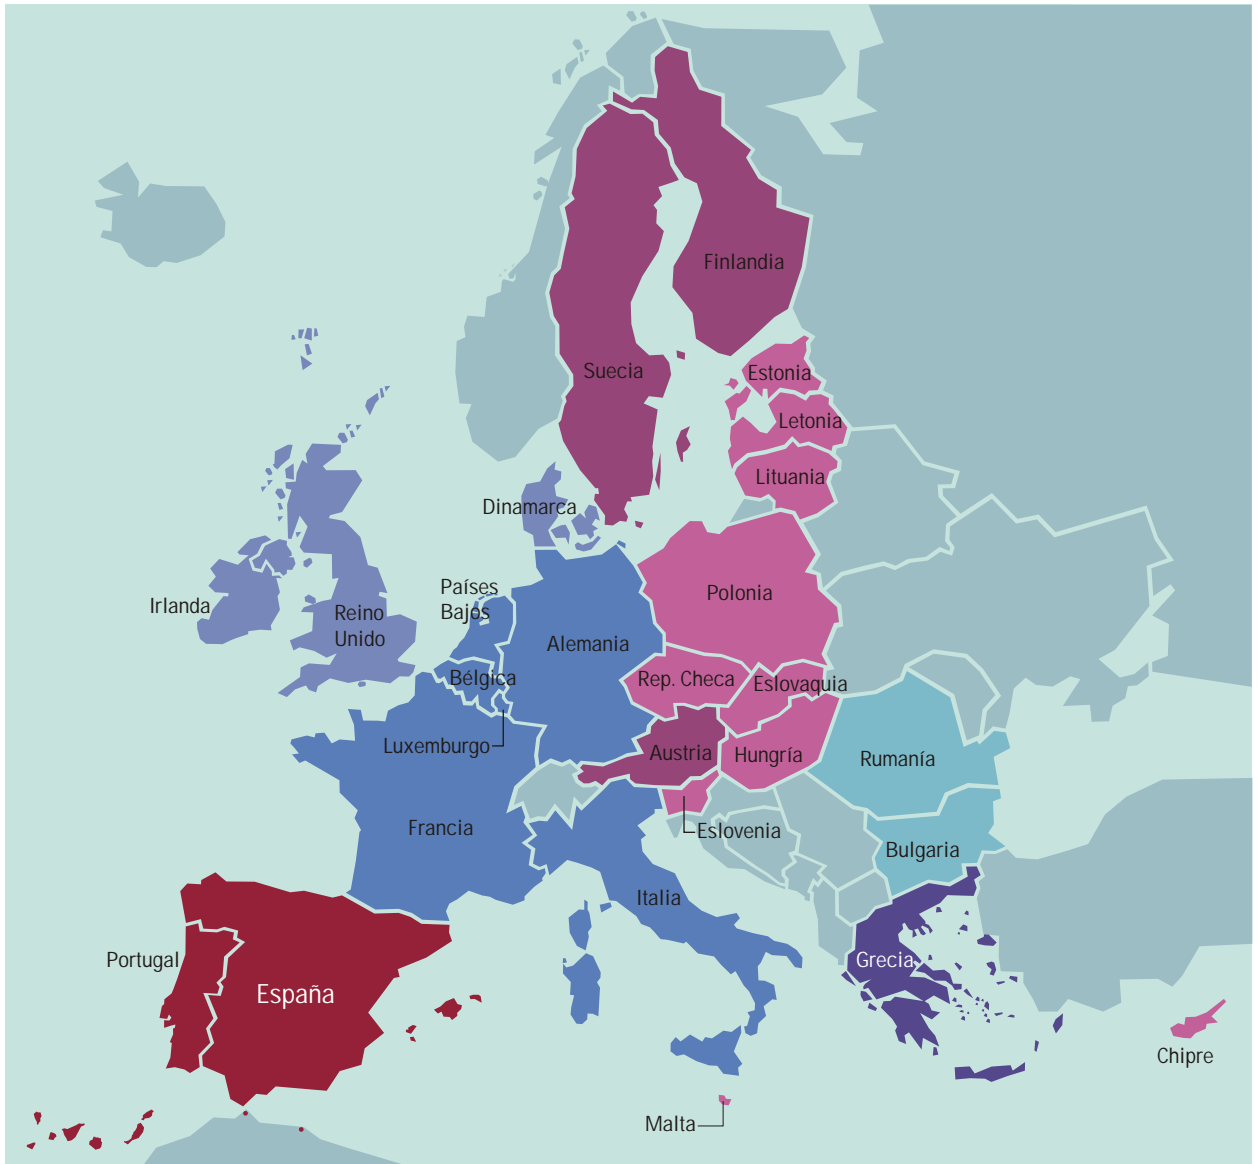 Finlandia
Suecia
Estonia
Letonia
Lituania
Dinamarca
Países
Bajos
Irlanda
Reino
Unido
Polonia
Alemania
Bélgica
Rep. Checa
Eslovaquia
Luxemburgo
Austria
Hungría
Rumanía
Francia
Eslovenia
Bulgaria
Italia
Portugal
España
Grecia
Chipre
Malta